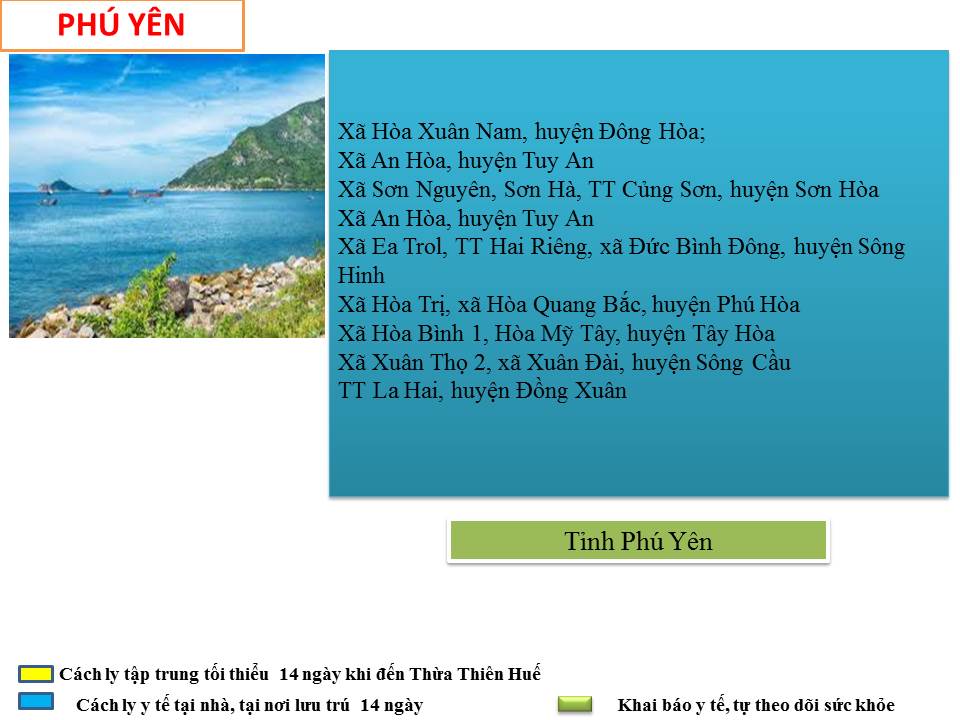 PHÚ YÊN
Xã Hòa Xuân Nam, huyện Đông Hòa;
Xã An Hòa, huyện Tuy An
Xã Sơn Nguyên, Sơn Hà, TT Củng Sơn, huyện Sơn Hòa
Xã An Hòa, huyện Tuy An
Xã Ea Trol, TT Hai Riêng, xã Đức Bình Đông, huyện Sông
Hinh
Xã Hòa Trị, xã Hòa Quang Bắc, huyện Phú Hòa
Xã Hòa Bình 1, Hòa Mỹ Tây, huyện Tây Hòa
Xã Xuân Thọ 2, xã Xuân Đài, huyện Sông Cầu
TT La Hai, huyện Đồng Xuân
Tỉnh Phú Yên
Cách ly tập trung tối thiểu 14 ngày khi đến Thừa Thiên Huế
Cách ly y tế tại nhà, tại nơi lưu trú 14 ngày
Khai báo y tế, tự theo dõi sức khỏe